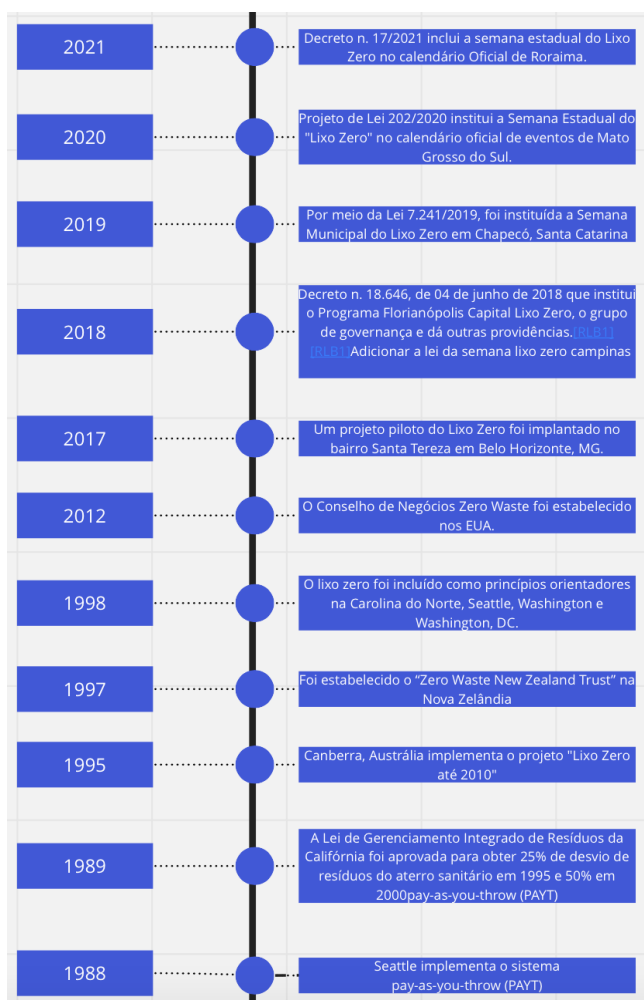 2021
Decreto n. 17/2021 inclui a semana estadual do Lixo
Zero no calendário Oficial de Roraima.
2020
Projeto de Lei 202/2020 institui a Semana Estadual do
"Lixo Zero" no calendário oficial de eventos de Mato
Grosso do Sul.
2019
Por meio da Lei 7.241/2019, foi instituída a Semana
Municipal do Lixo Zero em Chapecó, Santa Catarina
2018
Decreto n. 18.646, de 04 de junho de 2018 que institui
o Programa Florianópolis Capital Lixo Zero, o grupo
de governança e dá outras providências.[RLB1]
[RLB1]Adicionar a lei da semana lixo zero campinas
2017
Um projeto piloto do Lixo Zero foi implantado no
bairro Santa Tereza em Belo Horizonte, MG.
2012
O Conselho de Negócios Zero Waste foi estabelecido
nos EUA.
1998
O lixo zero foi incluído como princípios orientadores
na Carolina do Norte, Seattle, Washington e
Washington, DC.
1997
Foi estabelecido o “Zero Waste New Zealand Trust” na
Nova Zelândia
1995
Canberra, Austrália implementa o projeto "Lixo Zero
até 2010"
1989
A Lei de Gerenciamento Integrado de Resíduos da
Califórnia foi aprovada para obter 25% de desvio de
resíduos do aterro sanitário em 1995 e 50% em
2000pay-as-you-throw (PAYT)
1988
Seattle implementa o sistema
pay-as-you-throw (PAYT)